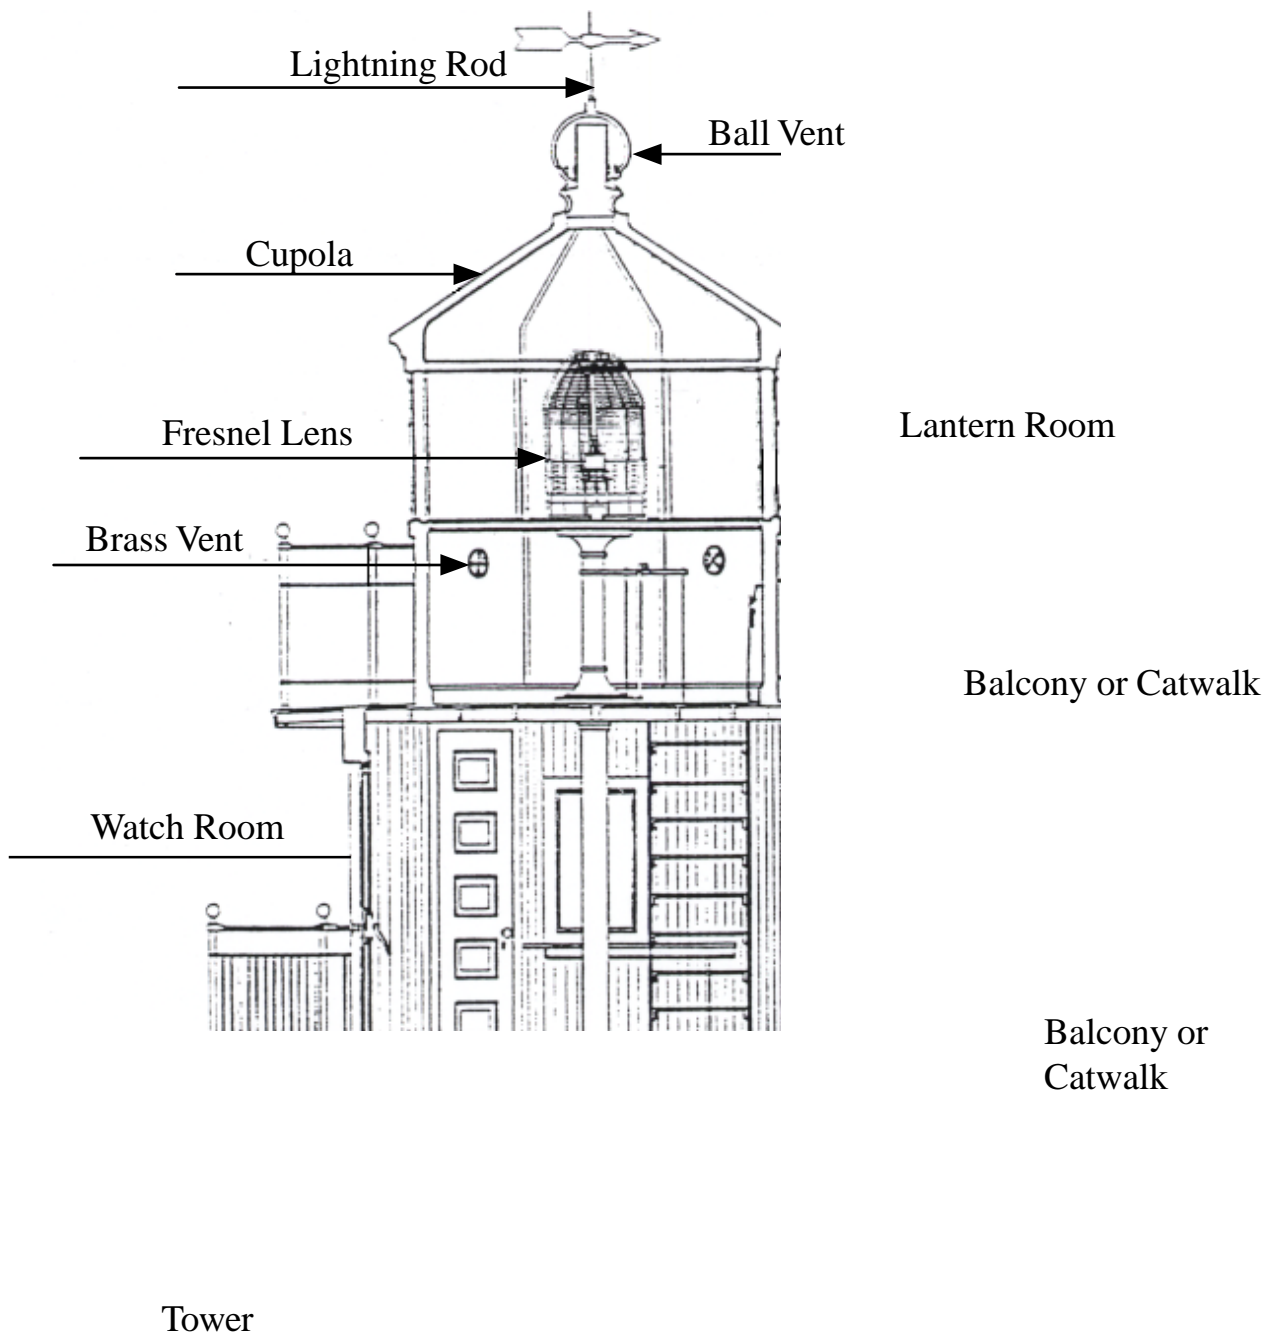 Lightning Rod
Ball Vent
Cupola
Lantern Room
Fresnel Lens
Brass Vent
Balcony or Catwalk
Watch Room
Balcony or
Catwalk
Tower